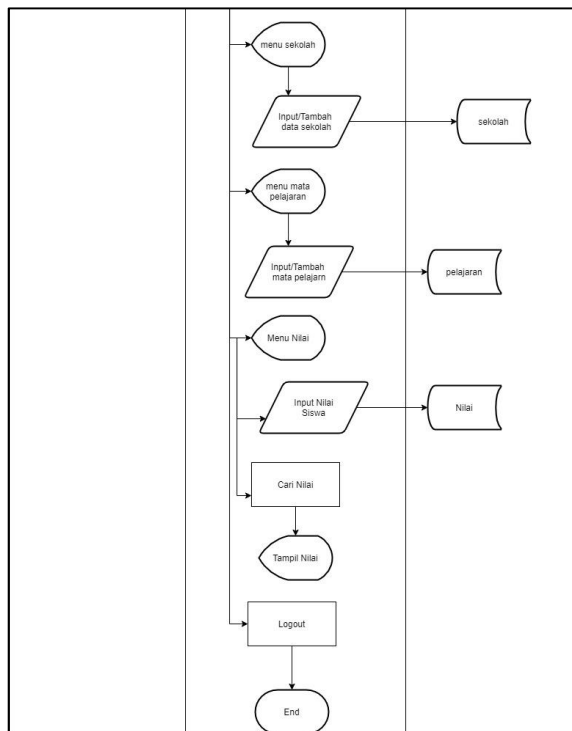 menu sekolah
Input/Tambah
data sekolah
sekolah
menu mata
pelajaran
Input/Tambah
mata pelajarn
pelajaran
Menu Nilai
Input Nilai
Siswa
Nilai
Cari Nilai
Tampil Nilai
Logout
End